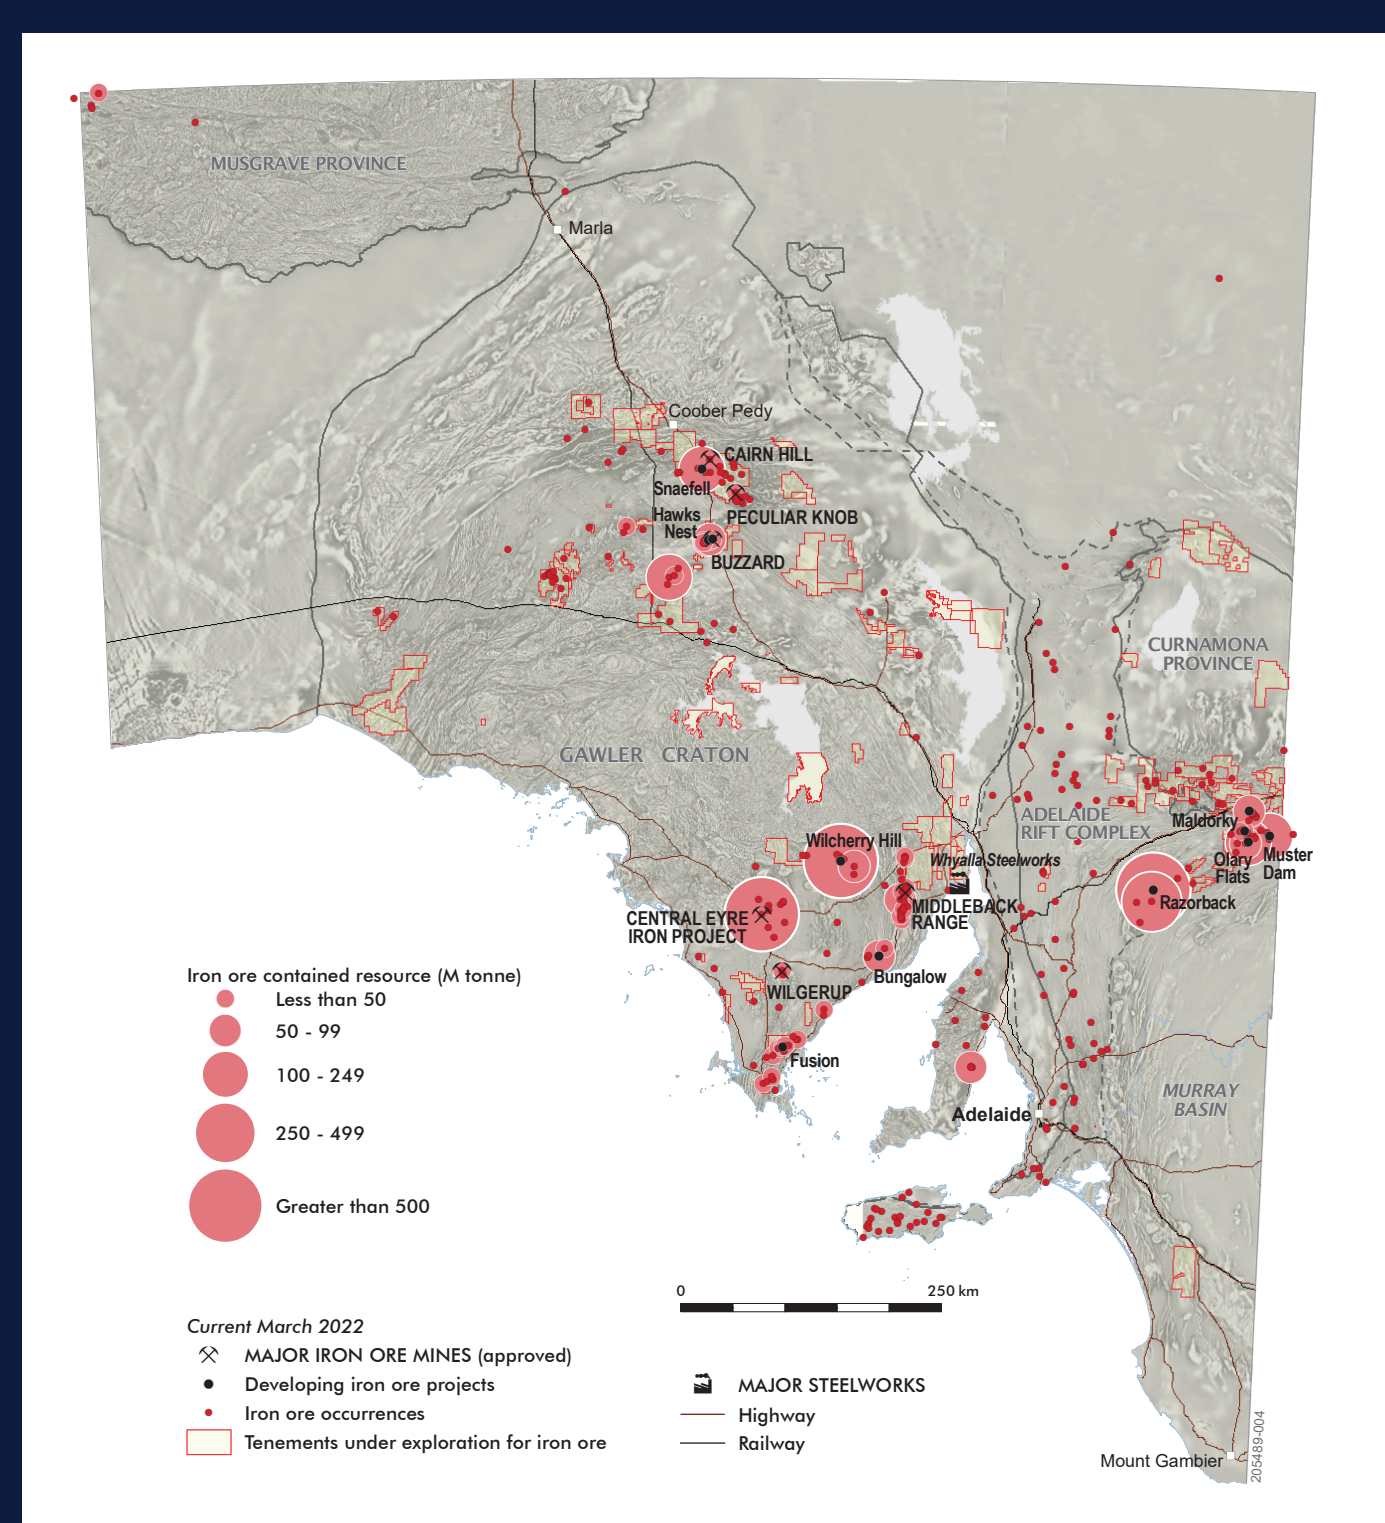 MUSGRAVE PROVINCE
Marla
Coober Pedy
CAIRN HILL
Snaefell
Hawks
Nest
PECULIAR KNOB
BUZZARD
CURNAMONA
PROVINCE
GAWLER CRATON
ADELAIDE
RIFT COMPLEX
Maldorky
Wilcherry Hill
Whyalla Steelworks
Olary
Flats
Muster
Dam
Razorback
MIDDLEBACK
RANGE
CENTRAL EYRE
IRON PROJECT
Bungalow
WILGERUP
Fusion
Adelaide
MURRAY
BASIN
Mount Gambier
Iron ore contained resource (M tonne)
Less than 50
50 - 99
100 - 249
250 - 499
Greater than 500
0 250 km
Current March 2022
MAJOR IRON ORE MINES (approved)
Developing iron ore projects
Iron ore occurrences
Tenements under exploration for iron ore
MAJOR STEELWORKS
Highway
Railway
205489-004